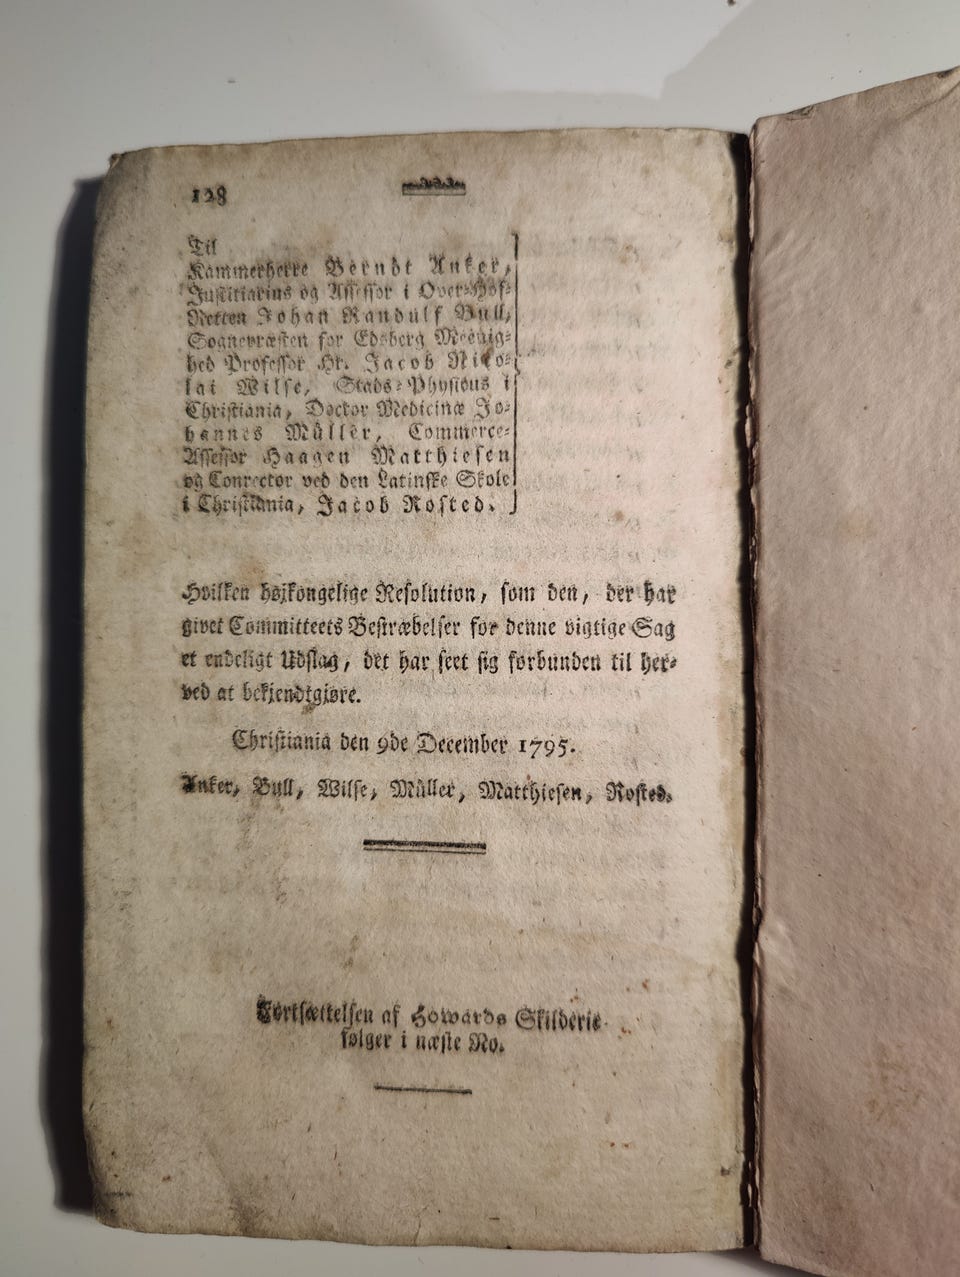 128
Til
Kammerherre Berndt Anker,
Justitiarius og Assessor i Over-Hof-
Retten Johan Randulf Bull,
Sognepræsten for Edsberg Meenig-
hed Professor Hr. Jacob Nico-
lai Wilse, Stads-Physicus i
Christiania, Doctor Medicinæ Jo-
hannes Müller, Commerce-
Assessor Haagen Matthiesen
og Conrector ved den Latinske Skole
i Christiania, Jacob Rosted.
Hvilken høikongelige Resolution, som den, der har
givet Committeets Bestræbelser for denne vigtige Sag
et endeligt Udslag, det har seet sig forbunden til her-
ved at bekjendtgjøre.
Christiania den 9de December 1795.
Anker, Bull, Wilse, Müller, Matthiesen, Rosted.
Fortsættelsen af Howards Skilderie
følger i næste No.